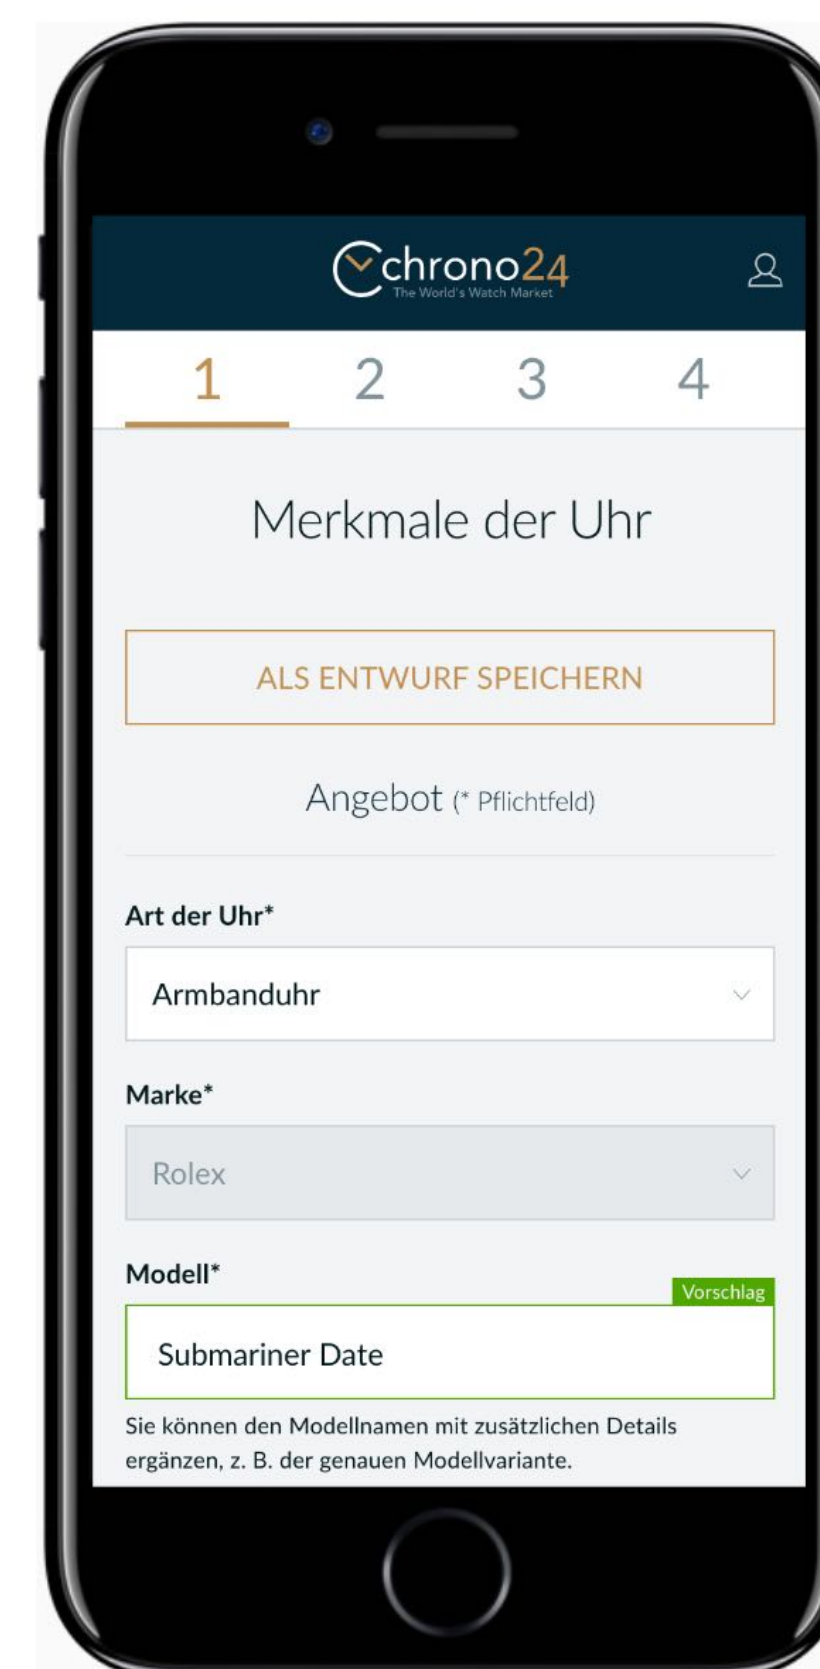 chrono24
The World's Watch Market
1 2 3 4
Merkmale der Uhr
ALS ENTWURF SPEICHERN
Angebot (* Pflichtfeld)
Art der Uhr*
Armbanduhr
Marke*
Rolex
Modell*
Vorschlag
Submariner Date
Sie können den Modellnamen mit zusätzlichen Details
ergänzen, z. B. der genauen Modellvariante.